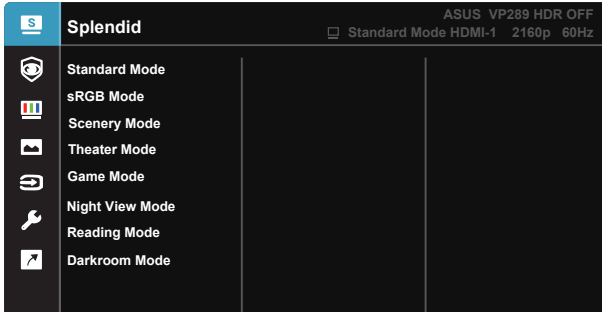 S
Splendid
ASUS VP289 HDR OFF
Standard Mode HDMI-1 2160p 60Hz
Standard Mode
sRGB Mode
Scenery Mode
Theater Mode
Game Mode
Night View Mode
Reading Mode
Darkroom Mode